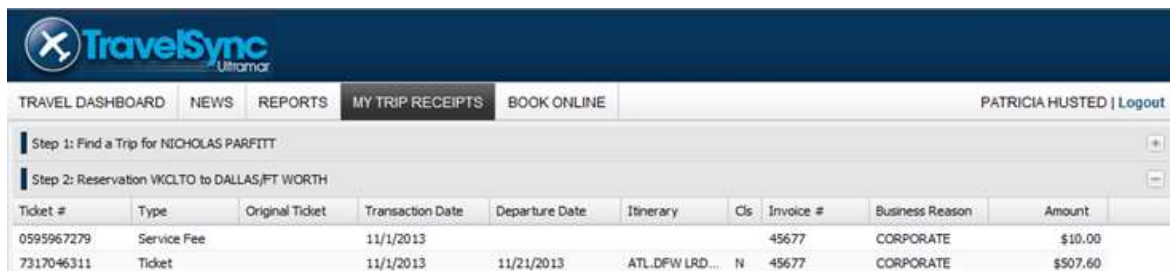 TravelSync
Ultramar
TRAVEL DASHBOARD NEWS REPORTS MY TRIP RECEIPTS BOOK ONLINE PATRICIA HUSTED | Logout
Step 1: Find a Trip for NICHOLAS PARFITT
Step 2: Reservation VKCLTO to DALLAS/FT WORTH
Ticket # Type Original Ticket Transaction Date Departure Date Itinerary Cls Invoice # Business Reason Amount
0595967279 Service Fee 11/1/2013 45677 CORPORATE $10.00
7317046311 Ticket 11/1/2013 11/21/2013 ATL.DFW LRD... N 45677 CORPORATE $507.60